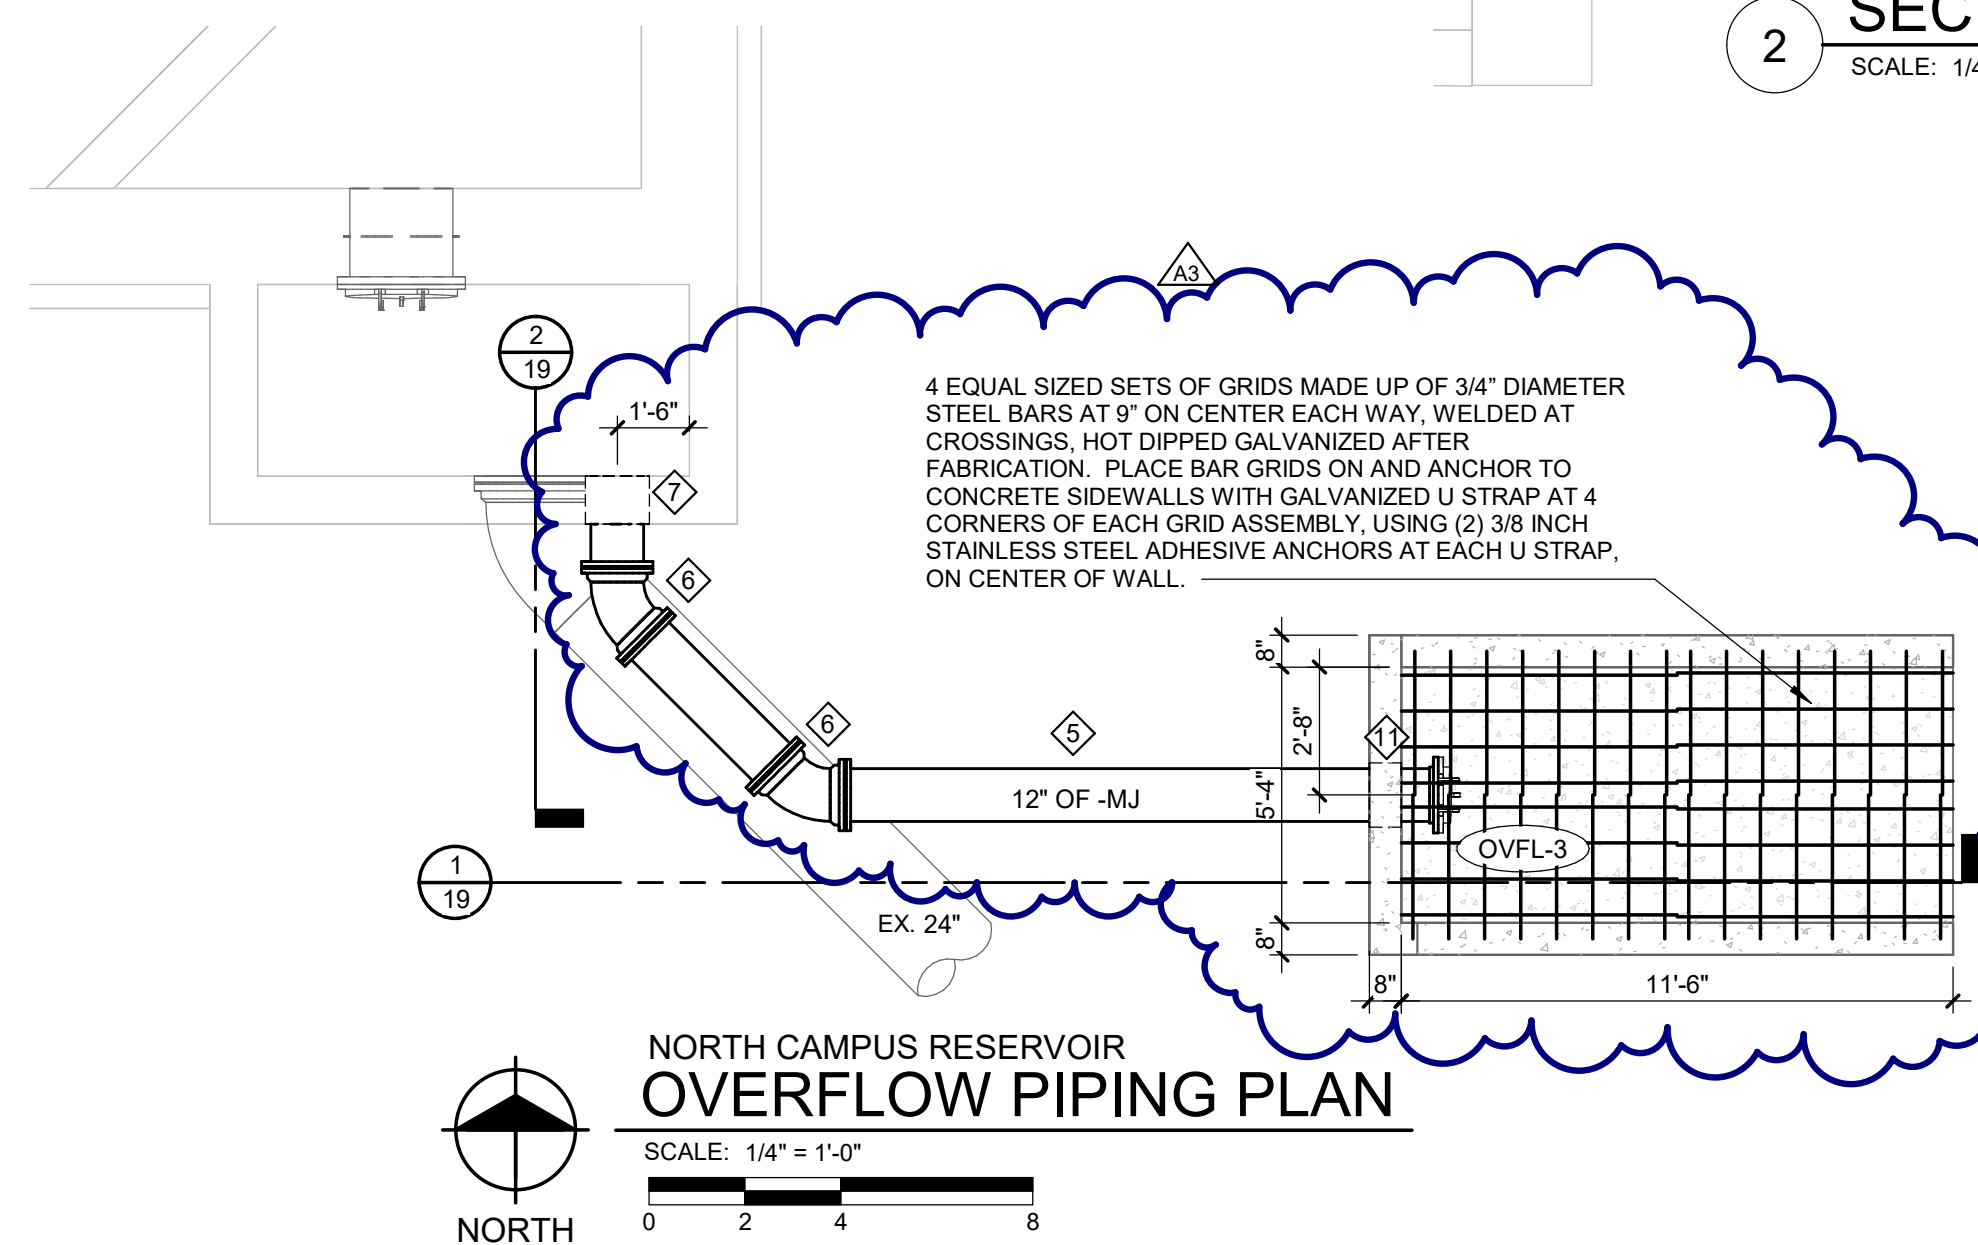 SEC
2
SCALE: 1/4
A3
2
19
1'-6"
4 EQUAL SIZED SETS OF GRIDS MADE UP OF 3/4” DIAMETER
STEEL BARS AT 9” ON CENTER EACH WAY, WELDED AT
CROSSINGS, HOT DIPPED GALVANIZED AFTER
FABRICATION. PLACE BAR GRIDS ON AND ANCHOR TO
CONCRETE SIDEWALLS WITH GALVANIZED U STRAP AT 4
CORNERS OF EACH GRID ASSEMBLY, USING (2) 3/8 INCH
STAINLESS STEEL ADHESIVE ANCHORS AT EACH U STRAP,
ON CENTER OF WALL.
7
6
6
5
11
8"
2'-8"
5'-4"
8"
12" OF -MJ
OVFL-3
1
19
EX. 24"
8"
11'-6"
NORTH CAMPUS RESERVOIR
OVERFLOW PIPING PLAN
SCALE: 1/4" = 1'-0"
0 2 4 8
NORTH